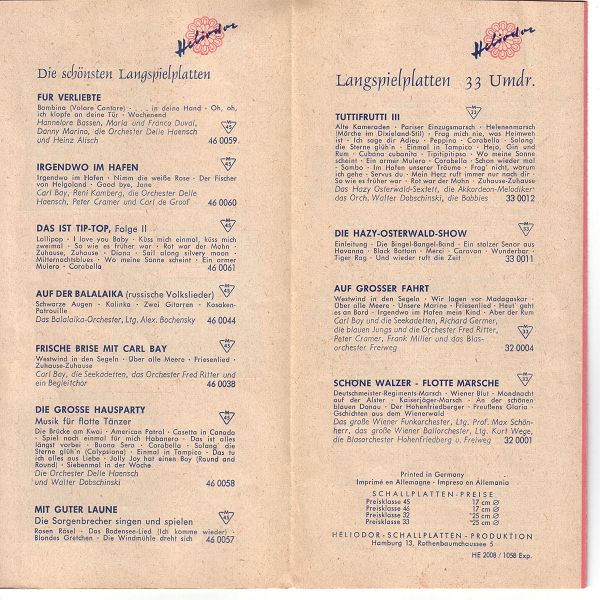 Heliodor
Die schönsten Langspielplatten
FÜR VERLIEBTE
Bambina (Volare Cantare) · . . . in deine Hand · Oh, oh,
ich klopfe an deine Tür · Wochenend
Hannelore Bassen, Maria und Franco Duval,
Danny Marino, die Orchester Delle Haensch
und Heinz Alisch
M
45
46 0059
IRGENDWO IM HAFEN
Irgendwo im Hafen · Nimm die weiße Rose · Der Fischer
von Helgoland · Good bye, Jane
Carl Bay, René Kamberg, die Orchester Delle
Haensch, Peter Cramer und Carl de Groof
M
45
46 0060
DAS IST TIP-TOP, Folge II
Lollipop · I love you Baby · Küss mich einmal, küss mich
zweimal · So wie es früher war · Rot war der Mohn
Zuhause, Zuhause · Diana · Sail along silvery moon
Mitternachtsblues · Wo meine Sonne scheint · Ein armer
Mulero · Corabella
M
45
46 0061
AUF DER BALALAIKA (russische Volkslieder)
Schwarze Augen · Kalinka · Zwei Gitarren · Kosaken-
Patrouille
Das Balalaika-Orchester, Ltg. Alex. Bochensky
M
45
46 0044
FRISCHE BRISE MIT CARL BAY
Westwind in den Segeln · Über alle Meere · Friesenlied
Zuhause-Zuhause
Carl Bay, die Seekadetten, das Orchester Fred Ritter und
ein Begleitchor
M
45
46 0038
DIE GROSSE HAUSPARTY
Musik für flotte Tänzer
Die Brücke am Kwai · American Patrol · Casetta in Canada
· Spiel noch einmal für mich Habanero · Das ist alles
längst vorbei · Buona Sera · Corabella · Solang' die
Sterne glüh'n (Calypsiana) · Einmal in Tampico · Das tu
ich alles aus Liebe · Jolly Joy hat einen Boy (Round and
Round) · Siebenmal in der Woche
Die Orchester Delle Haensch
und Walter Dobschinski
M
45
46 0058
MIT GUTER LAUNE
Die Sorgenbrecher singen und spielen
Rosen Rösel · Das Badensee-Lied (Ich komme wieder)
Blondes Gretchen · Die Windmühle dreht sich
M
45
46 0057
Heliodor
Langspielplatten 33 Umdr.
TUTTIFRUTTI III
M
33
Alte Kameraden · Pariser Einzugsmarsch · Helenenmarsch
(Märche im Dixieland-Stil) · Frag mich nie, was Heimweh
ist · Ich sage dir Adieu · Peppino · Corabella · Solang'
die Sterne glüh'n · Einmal in Tampico · Hepp, Gin und
Rum · Cubana cubanita · Tipitipitipso · Wo meine Sonne
scheint · Ein armer Mulero · Corabella · Schon wieder mal
· Sambo · Im Hafen unserer Träume · Frag' nicht, warum
ich gehe · Servus du · Mein Herz ruft immer nur nach dir
So wie es früher war · Rot war der Mohn · Zuhause-Zuhause
Das Hazy Osterwald-Sextett, die Akkordeon-Melodiker
das Orch. Walter Dobschinski, die Babbies
33 0012
DIE HAZY-OSTERWALD-SHOW
M
33
Einleitung · Die Bingel-Bangel-Band · Ein stolzer Senor aus
Havanna · Black Bottom · Merci · Caravan · Wunderbar
Tiger Rag · Und wieder ruft die Zeit
33 0011
AUF GROSSER FAHRT
Westwind in den Segeln · Wir lagen vor Madagaskar
Über alle Meere · Unsere Marine · Friesenlied · Heut' geht
es an Bord · Irgendwo im Hafen mein Kind · Aber der Rum
Carl Bay und die Seekadetten, Richard Germer,
die blauen Jungs und die Orchester Fred Ritter,
Peter Cramer, Frank Miller und das Blas-
orchester Freiweg
M
33
32 0004
SCHÖNE WALZER - FLOTTE MÄRSCHE
M
33
Deutschmeister-Regiments-Marsch · Wiener Blut · Mondnacht
auf der Alster · Kaiserjäger-Marsch · An der schönen
blauen Donau · Der Hohenfriedberger · Preußens Gloria
Gschichten aus dem Wienerwald
Das große Wiener Funkorchester, Ltg. Prof. Max Schön-
herr, das große Wiener Ballorchester, Ltg. Kurt Wege,
die Blasorchester Hohenfriedberg u. Freiweg
32 0001
Printed in Germany
Imprimé en Allemagne · Impreso en Allemania
SCHALLPLATTEN-PREISE
Preisklasse 45 17 cm Ø
Preisklasse 46 17 cm Ø
Preisklasse 32 "25 cm Ø
Preisklasse 33 "25 cm Ø
HELIODOR-SCHALLPLATTEN-PRODUKTION
Hamburg 13, Rothenbaumchaussee 5
HE 2008 / 1058 Exp.